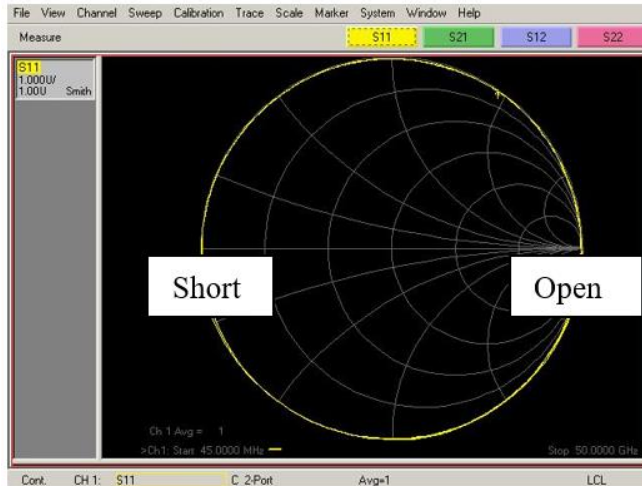 File View Channel Sweep Calibration Trace Scale Marker System Window Help
Measure S11 S21 S12 S22
S11
1.000U/
1.00U Smith
Short Open
Ch 1 Avg = 1
>Ch1: Start 45.0000 MHz Stop 50.0000 GHz
Cont. CH 1: S11 C 2-Port Avg=1 LCL